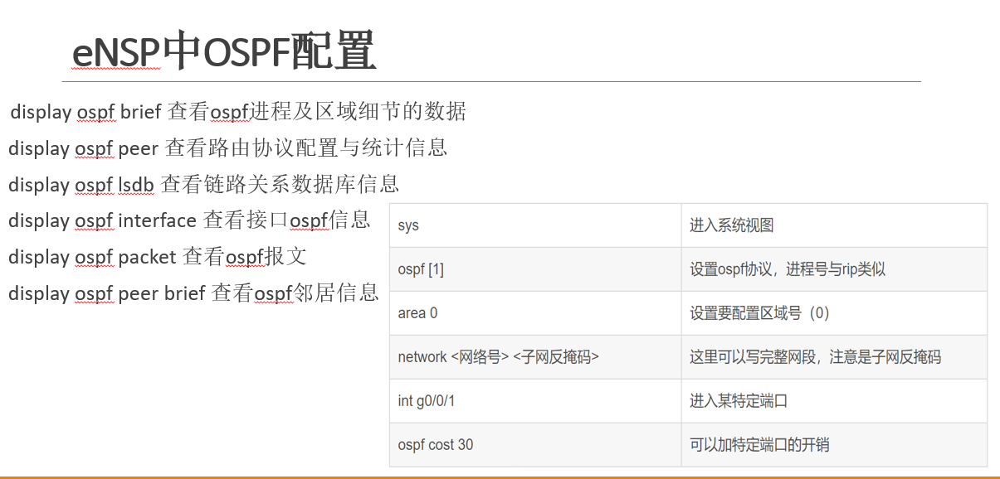 eNSP中OSPF配置
display ospf brief 查看ospf进程及区域细节的数据
display ospf peer 查看路由协议配置与统计信息
display ospf lsdb 查看链路关系数据库信息
display ospf interface 查看接口ospf信息
display ospf packet 查看ospf报文
display ospf peer brief 查看ospf邻居信息
sys 进入系统视图
ospf [1] 设置ospf协议，进程号与rip类似
area 0 设置要配置区域号（0）
network <网络号> <子网反掩码> 这里可以写完整网段，注意是子网反掩码
int g0/0/1 进入某特定端口
ospf cost 30 可以加特定端口的开销